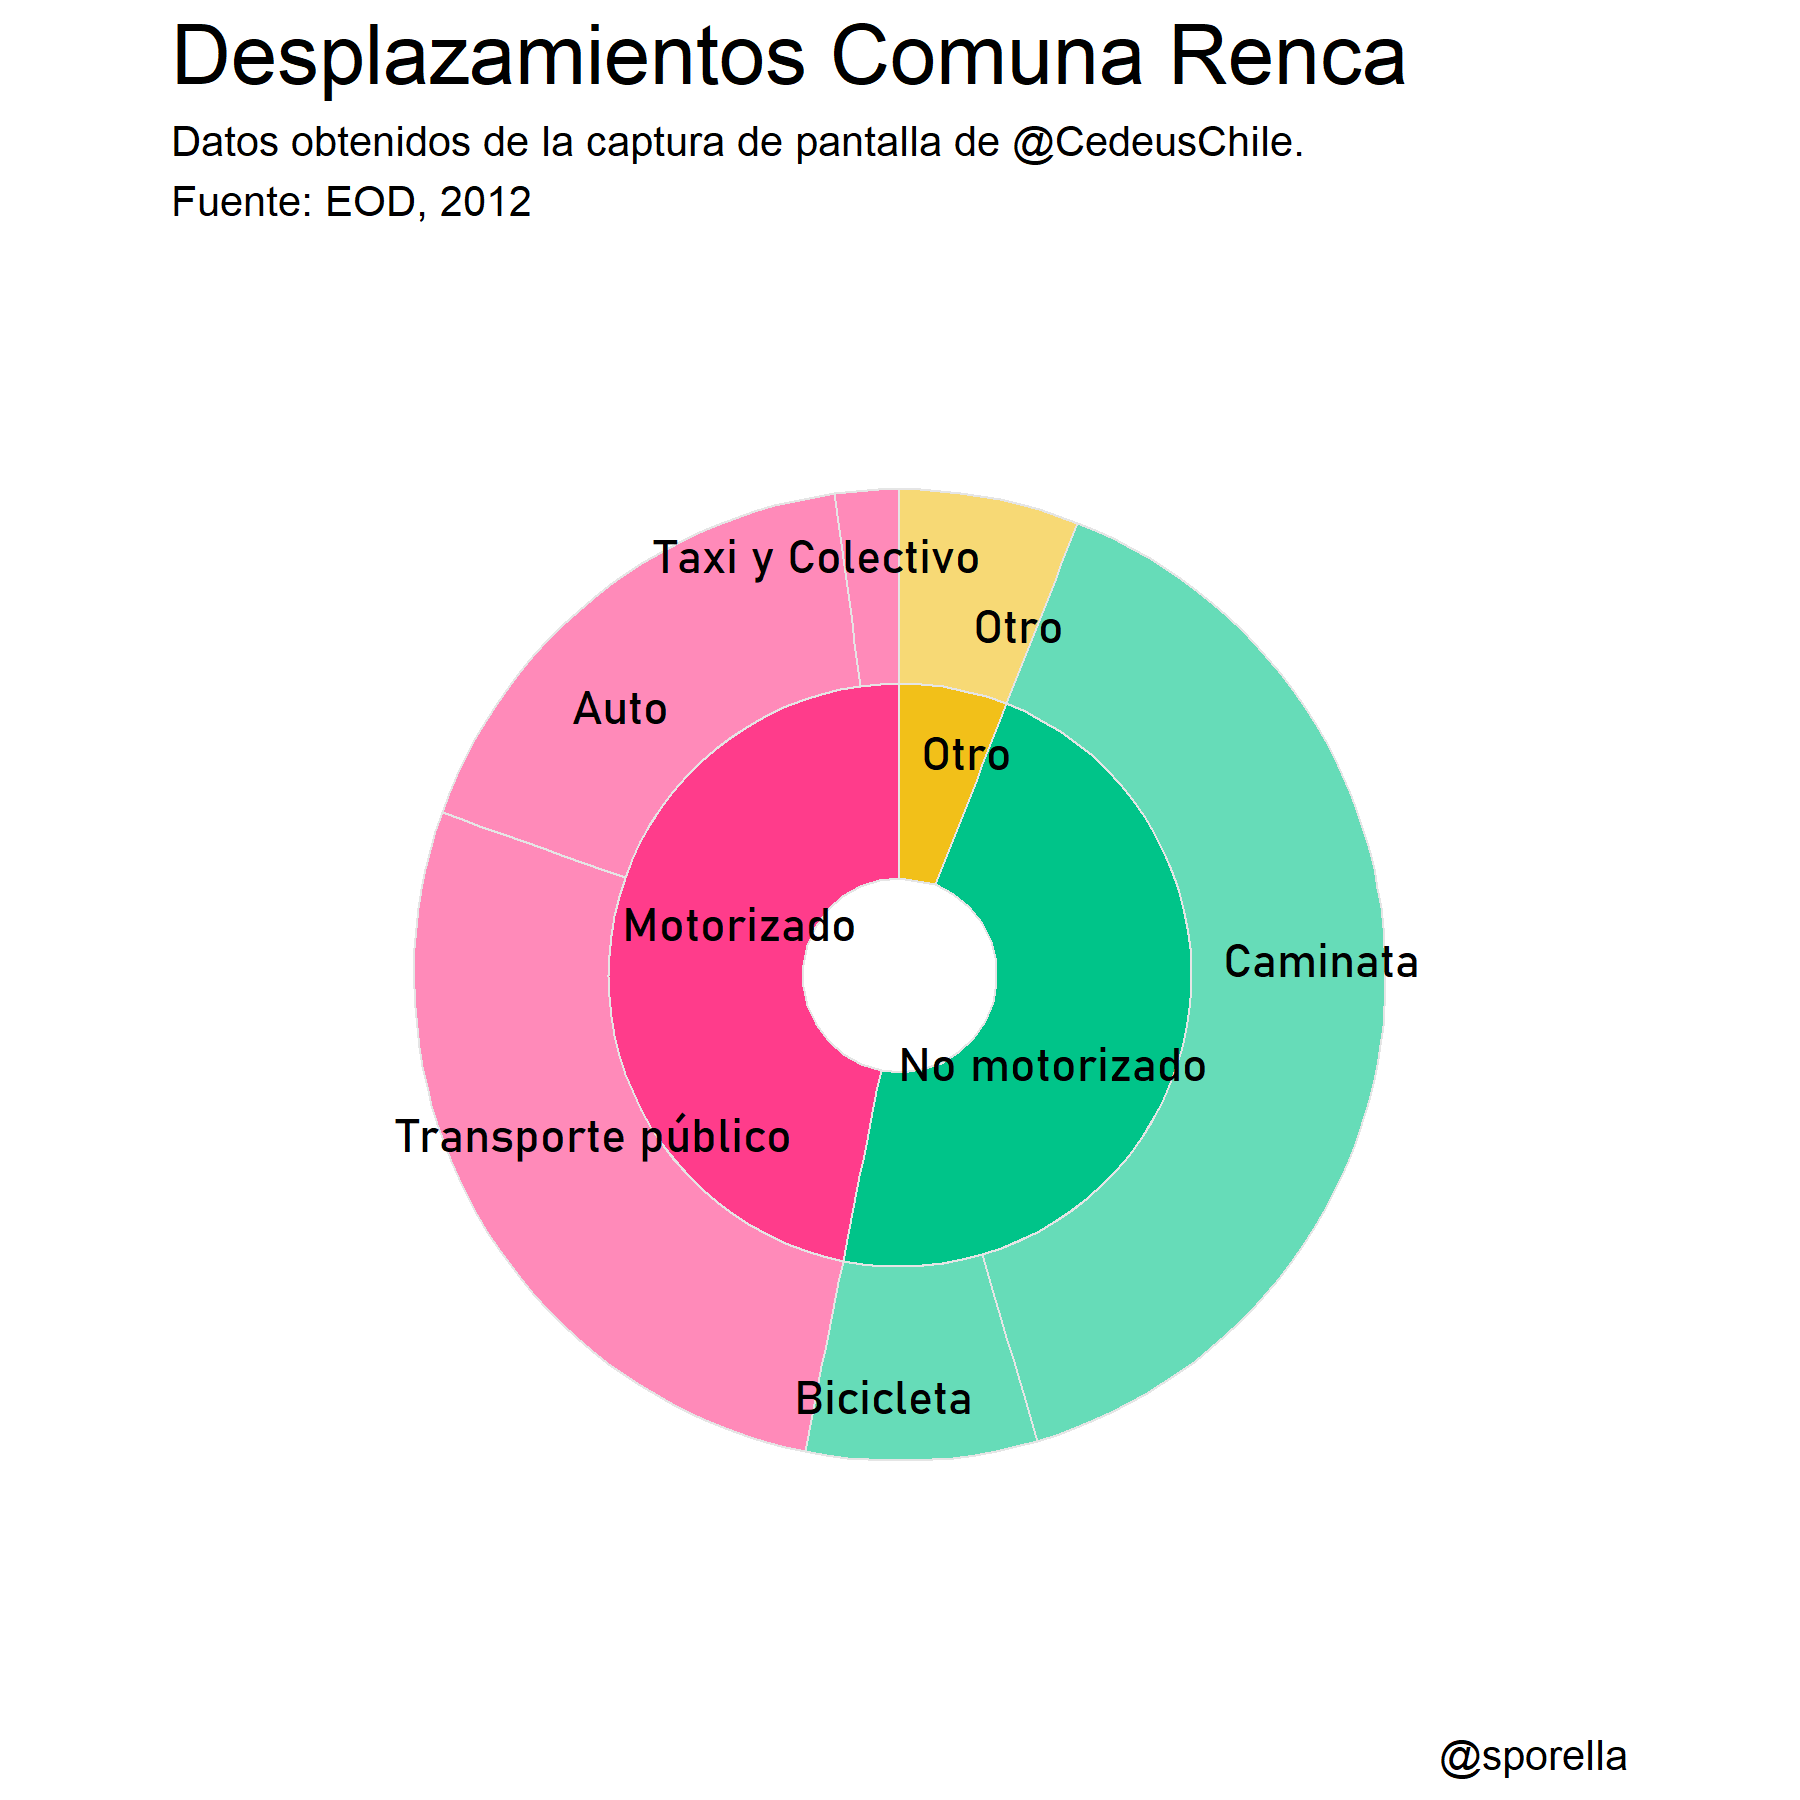 Desplazamientos Comuna Renca
Datos obtenidos de la captura de pantalla de @CedeusChile.
Fuente: EOD, 2012
Taxi y Colectivo
Otro
Auto
Otro
Motorizado
Caminata
No motorizado
Transporte público
Bicicleta
@sporella